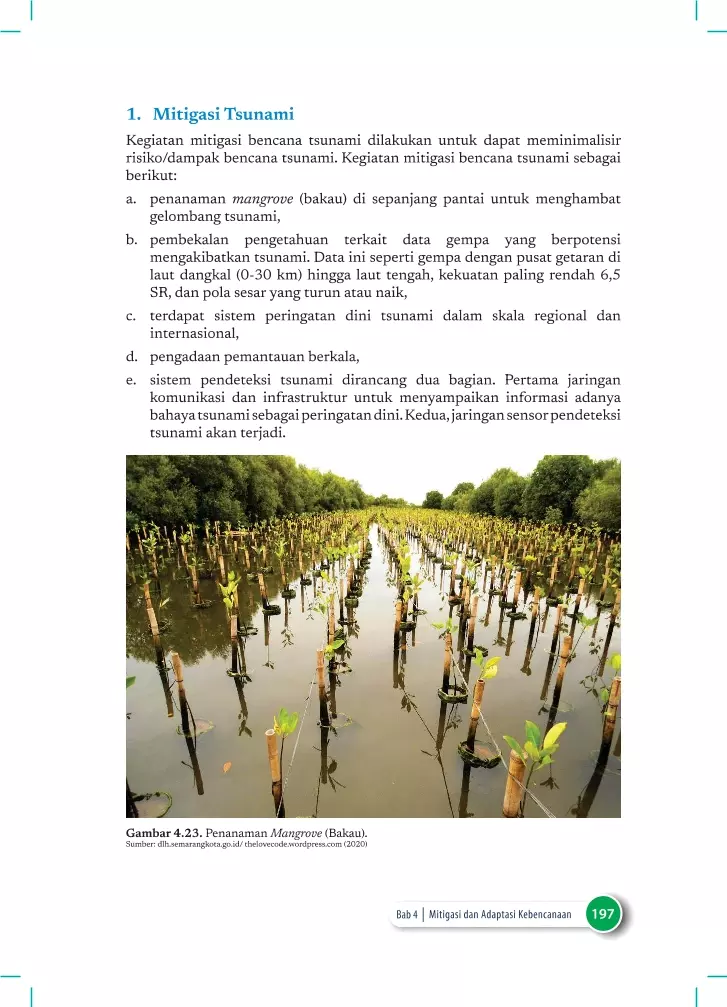 1. Mitigasi Tsunami
Kegiatan mitigasi bencana tsunami dilakukan untuk dapat meminimalisir
risiko/dampak bencana tsunami. Kegiatan mitigasi bencana tsunami sebagai
berikut:
a. penanaman mangrove (bakau) di sepanjang pantai untuk menghambat
gelombang tsunami,
b. pembekalan pengetahuan terkait data gempa yang berpotensi
mengakibatkan tsunami. Data ini seperti gempa dengan pusat getaran di
laut dangkal (0-30 km) hingga laut tengah, kekuatan paling rendah 6,5
SR, dan pola sesar yang turun atau naik,
c. terdapat sistem peringatan dini tsunami dalam skala regional dan
internasional,
d. pengadaan pemantauan berkala,
e. sistem pendeteksi tsunami dirancang dua bagian. Pertama jaringan
komunikasi dan infrastruktur untuk menyampaikan informasi adanya
bahaya tsunami sebagai peringatan dini. Kedua, jaringan sensor pendeteksi
tsunami akan terjadi.
Gambar 4.23. Penanaman Mangrove (Bakau).
Sumber: dlh.semarangkota.go.id/ thelovecode.wordpress.com (2020)
Bab 4 | Mitigasi dan Adaptasi Kebencanaan 197